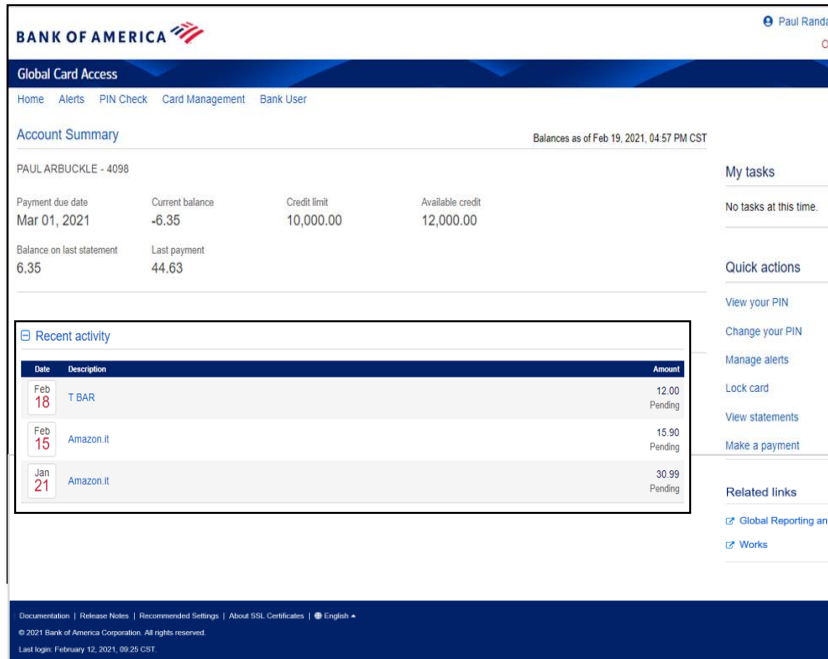 BANK OF AMERICA
Paul Randa
Global Card Access
Home Alerts PIN Check Card Management Bank User
Account Summary
Balances as of Feb 19, 2021, 04:57 PM CST
PAUL ARBUCKLE - 4098
Payment due date Current balance Credit limit Available credit
Mar 01, 2021 -6.35 10,000.00 12,000.00
Balance on last statement Last payment
6.35 44.63
Recent activity
Date Description Amount
Feb 18 T BAR 12.00
Pending
Feb 15 Amazon.it 15.90
Pending
Jan 21 Amazon.it 30.99
Pending
My tasks
No tasks at this time.
Quick actions
View your PIN
Change your PIN
Manage alerts
Lock card
View statements
Make a payment
Related links
Global Reporting an
Works
Documentation | Release Notes | Recommended Settings | About SSL Certificates | English
© 2021 Bank of America Corporation. All rights reserved.
Last login: February 12, 2021, 09:25 CST.